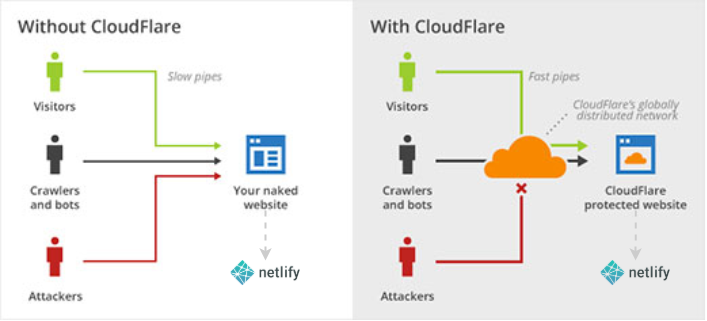 Without CloudFlare
Slow pipes
Visitors
Crawlers
and bots
Your naked
website
Attackers
netlify
With CloudFlare
Fast pipes
Visitors
CloudFlare's globally
distributed network
Crawlers
and bots
CloudFlare
protected website
Attackers
netlify